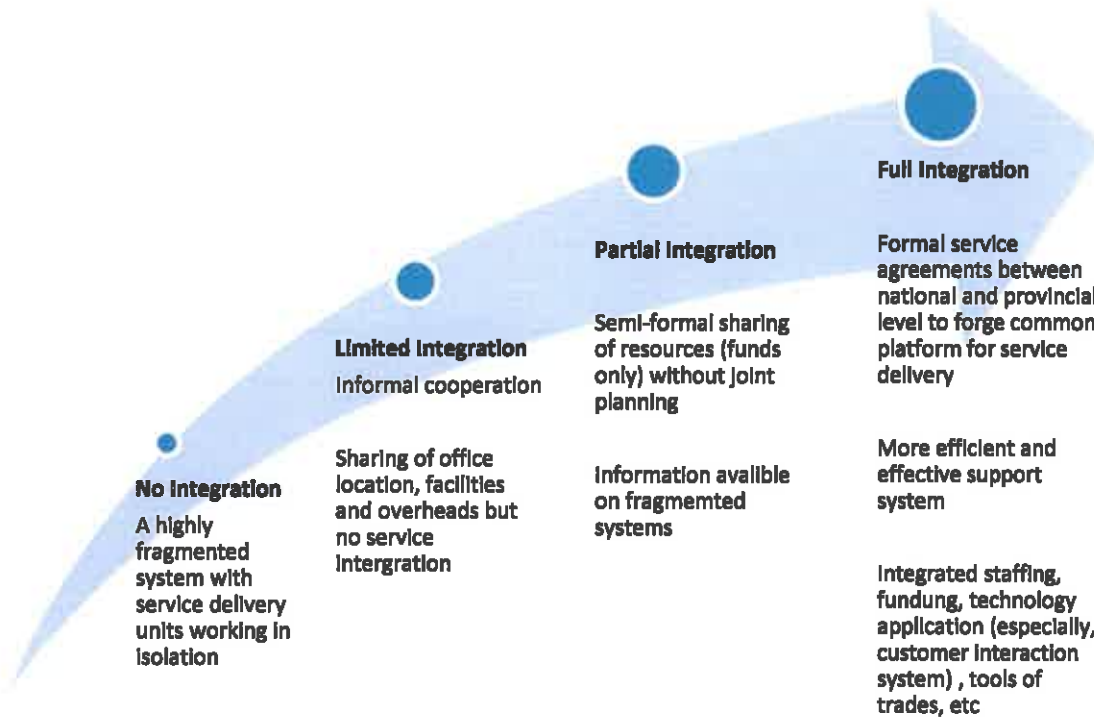 No Integration
A highly
fragmented
system with
service delivery
units working in
isolation
Limited Integration
Informal cooperation
Sharing of office
location, facilities
and overheads but
no service
intergration
Partial Integration
Semi-formal sharing
of resources (funds
only) without joint
planning
Information availible
on fragmemted
systems
Full Integration
Formal service
agreements between
national and provincial
level to forge common
platform for service
delivery
More efficient and
effective support
system
Integrated staffing,
fundung, technology
application (especially,
customer interaction
system) , tools of
trades, etc